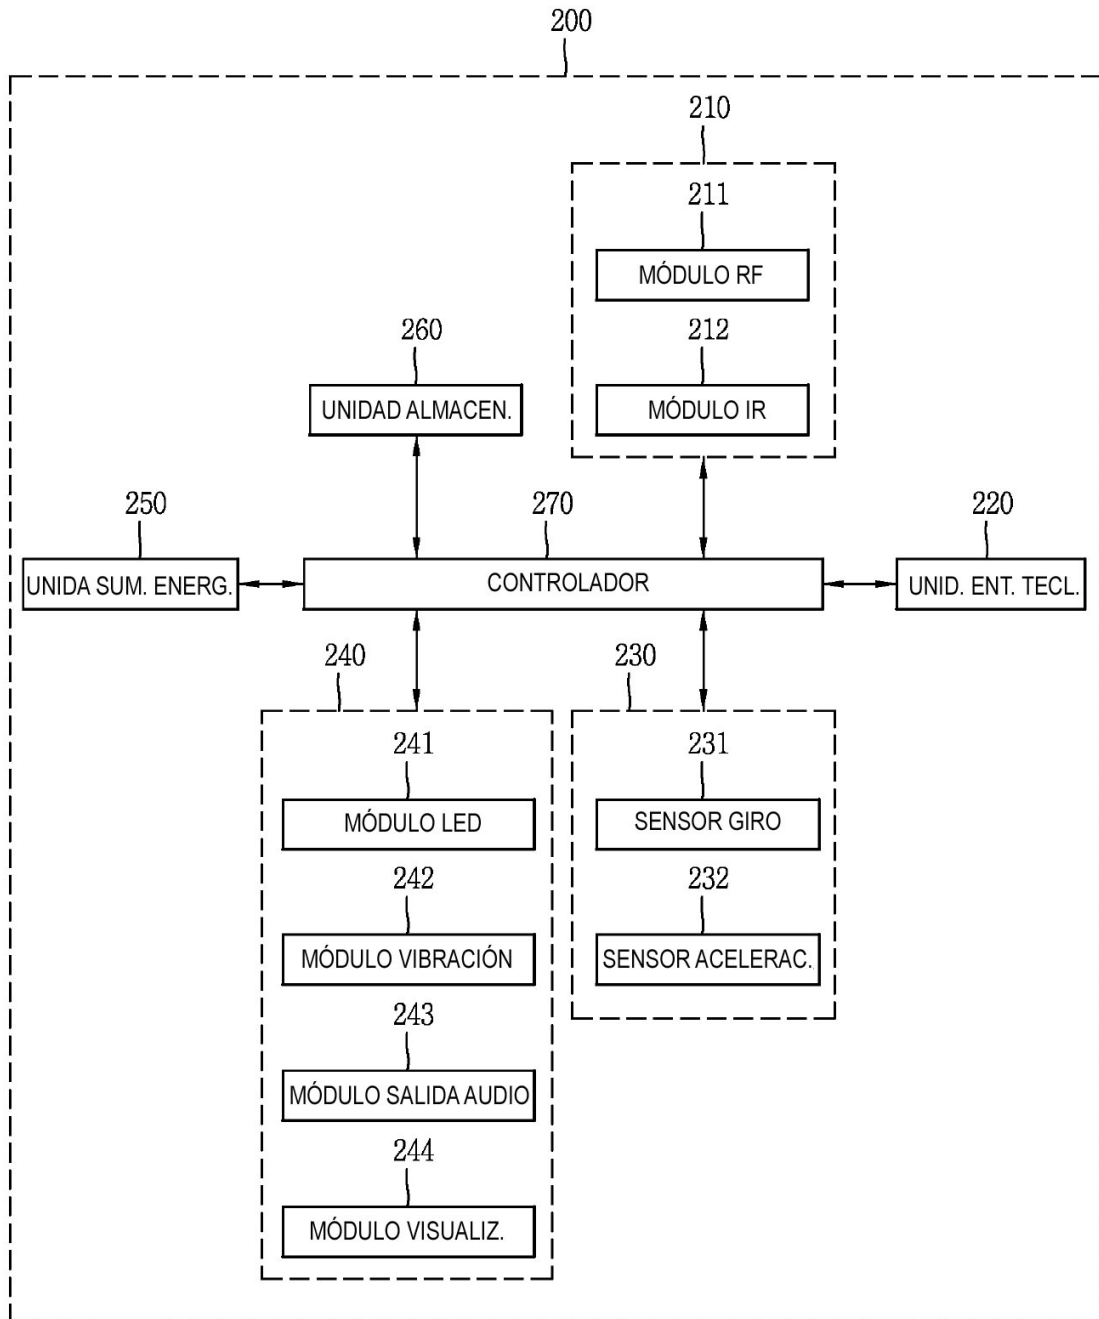 200
210
211
MÓDULO RF
260
212
UNIDAD ALMACEN.
MÓDULO IR
250
270
220
UNIDA SUM. ENERG.
CONTROLADOR
UNID. ENT. TECL.
240
230
241
231
MÓDULO LED
SENSOR GIRO
242
232
MÓDULO VIBRACIÓN
SENSOR ACELERAC.
243
MÓDULO SALIDA AUDIO
244
MÓDULO VISUALIZ.